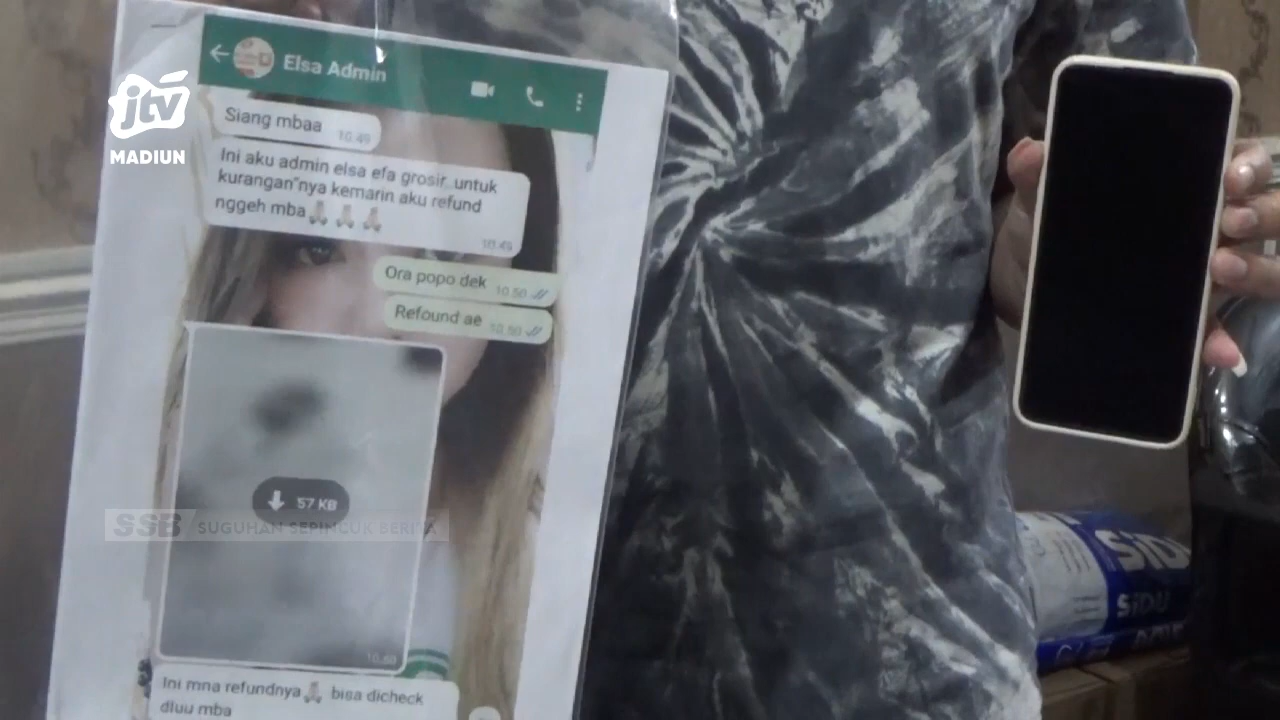 jtv
MADIUN
Elsa Admin
Siang mbaa 10.49
Ini aku admin elsa efa grosir..untuk
kurangan"nya kemarin aku refund
nggeh mba🙏🏻🙏🏻🙏🏻
10.49
Ora popo dek 10.50
Refound ae 10.50
57 KB
10.50
SSB SUGUHAN SEPINCUK BERITA
Ini mna refundnya🙏🏻 bisa dicheck
dluu mba
SiDU
SiDU